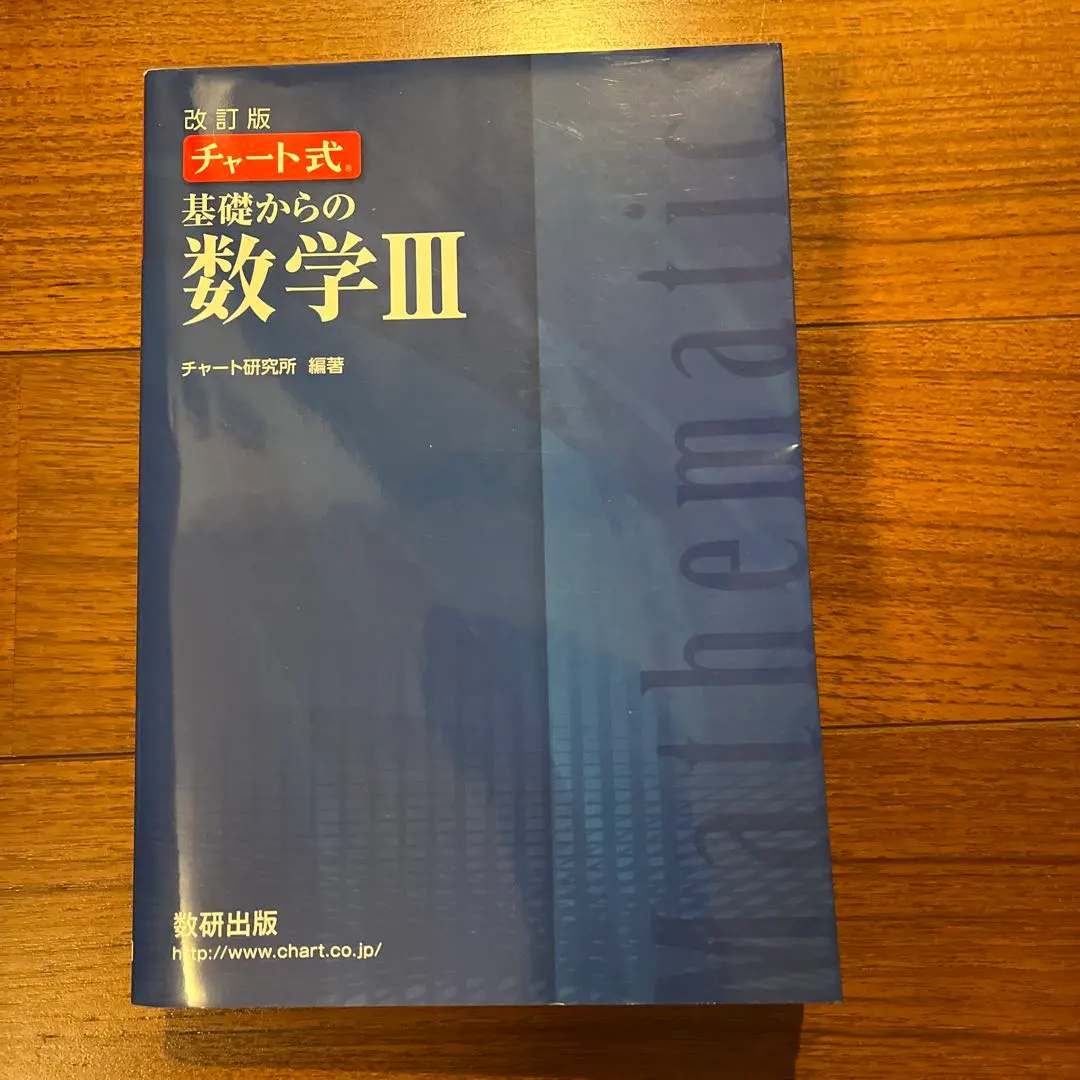 改訂版
チャート式®
基礎からの
数学Ⅲ
チャート研究所 編著
Mathematics
数研出版
http://www.chart.co.jp/